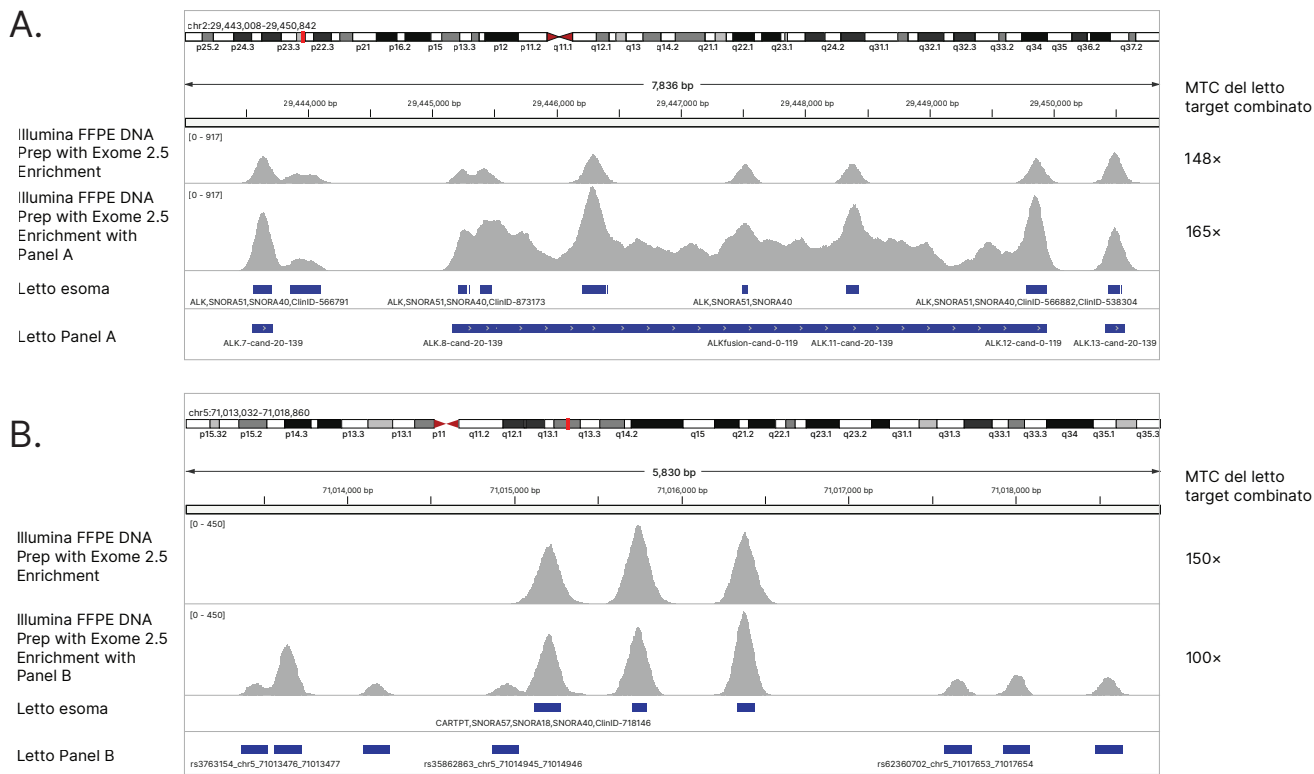 A.
chr2:29,443,008-29,450,842
p25.2 p24.3 p23.3 p22.3 p21 p16.2 p15 p13.3 p12 p11.2 q11.1 q12.1 q13 q14.2 q21.1 q22.1 q23.1 q24.2 q31.1 q32.1 q32.3 q33.2 q34 q35 q36.2 q37.2
7,836 bp
MTC del letto
target combinato
29,444,000 bp 29,445,000 bp 29,446,000 bp 29,447,000 bp 29,448,000 bp 29,449,000 bp 29,450,000 bp
Illumina FFPE DNA
Prep with Exome 2.5
Enrichment
[0 - 917]
148×
Illumina FFPE DNA
Prep with Exome 2.5
Enrichment with
Panel A
[0 - 917]
165×
Letto esoma
ALK,SNORA51,SNORA40,ClinID-566791 ALK,SNORA51,SNORA40,ClinID-873173 ALK,SNORA51,SNORA40 ALK,SNORA51,SNORA40,ClinID-566882,ClinID-538304
Letto Panel A
ALK.7-cand-20-139 ALK.8-cand-20-139 ALKfusion-cand-0-119 ALK.11-cand-20-139 ALK.12-cand-0-119 ALK.13-cand-20-139
B.
chr5:71,013,032-71,018,860
p15.32 p15.2 p14.3 p13.3 p13.1 p11 q11.2 q12.1 q13.1 q13.3 q14.2 q15 q21.2 q22.1 q23.1 q23.2 q31.1 q31.3 q33.1 q33.3 q34 q35.1 q35.3
5,830 bp
MTC del letto
target combinato
71,014,000 bp 71,015,000 bp 71,016,000 bp 71,017,000 bp 71,018,000 bp
Illumina FFPE DNA
Prep with Exome 2.5
Enrichment
[0 - 450]
150×
Illumina FFPE DNA
Prep with Exome 2.5
Enrichment with
Panel B
[0 - 450]
100×
Letto esoma
CARTPT,SNORA57,SNORA18,SNORA40,ClinID-718146
Letto Panel B
rs3763154_chr5_71013476_71013477 rs35862863_chr5_71014945_71014946 rs62360702_chr5_71017653_71017654